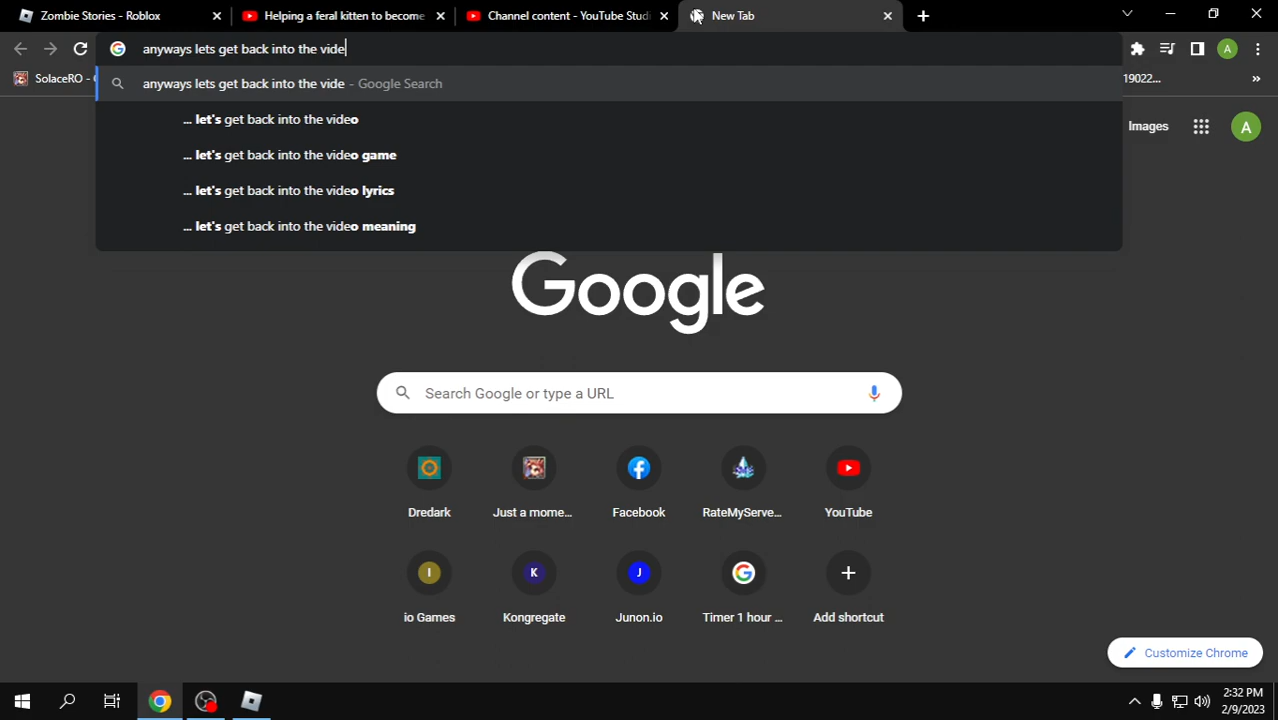 Zombie Stories - Roblox
Helping a feral kitten to become
Channel content - YouTube Studi
New Tab
anyways lets get back into the vide
A
SolaceRO -
19022...
»
anyways lets get back into the vide - Google Search
... let's get back into the video
... let's get back into the video game
... let's get back into the video lyrics
... let's get back into the video meaning
Images
A
Google
Search Google or type a URL
Dredark
Just a mome...
Facebook
RateMyServe...
YouTube
I
K
J
io Games
Kongregate
Junon.io
Timer 1 hour ...
Add shortcut
Customize Chrome
2:32 PM
2/9/2023